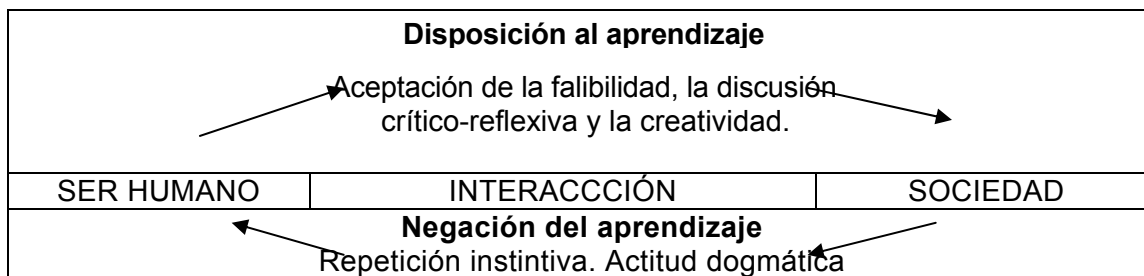 Disposición al aprendizaje
Aceptación de la falibilidad, la discusión
crítico-reflexiva y la creatividad.
SER HUMANO INTERACCCIÓN SOCIEDAD
Negación del aprendizaje
Repetición instintiva. Actitud dogmática